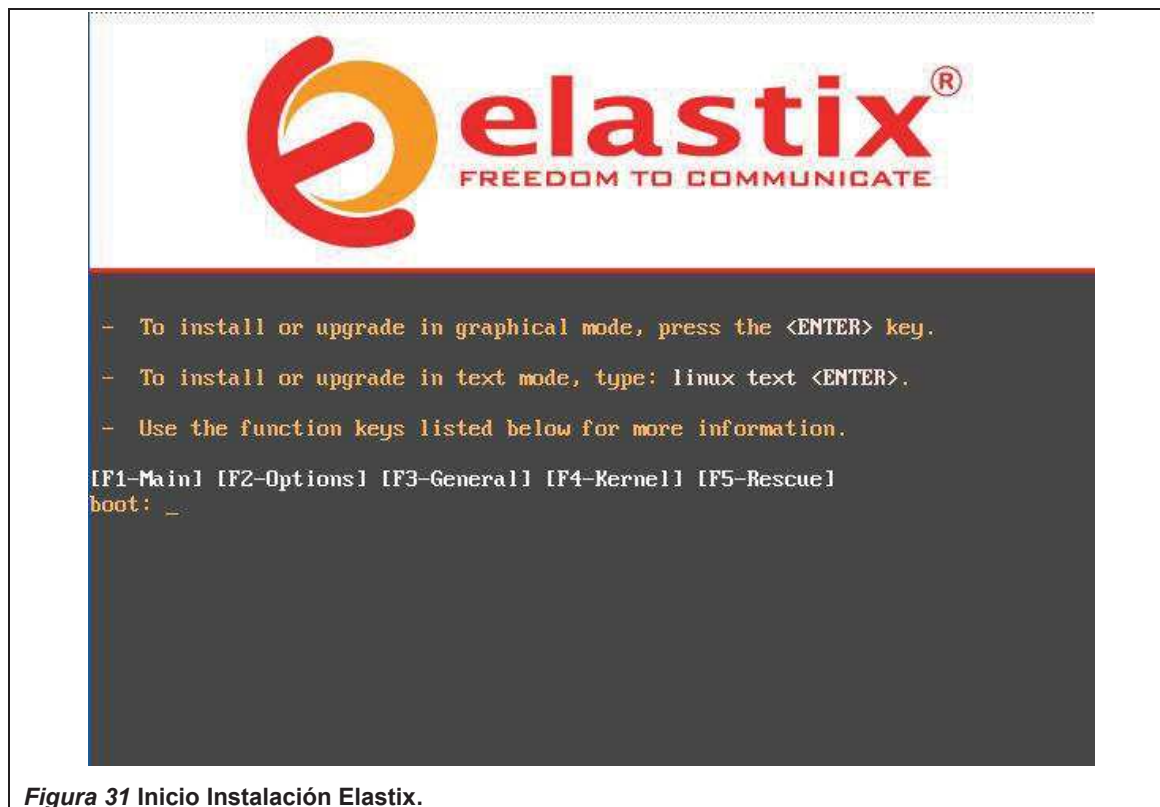 elastix®
FREEDOM TO COMMUNICATE
- To install or upgrade in graphical mode, press the <ENTER> key.
- To install or upgrade in text mode, type: linux text <ENTER>.
- Use the function keys listed below for more information.
[F1-Main] [F2-Options] [F3-General] [F4-Kernel] [F5-Rescue]
boot: _
Figura 31 Inicio Instalación Elastix.